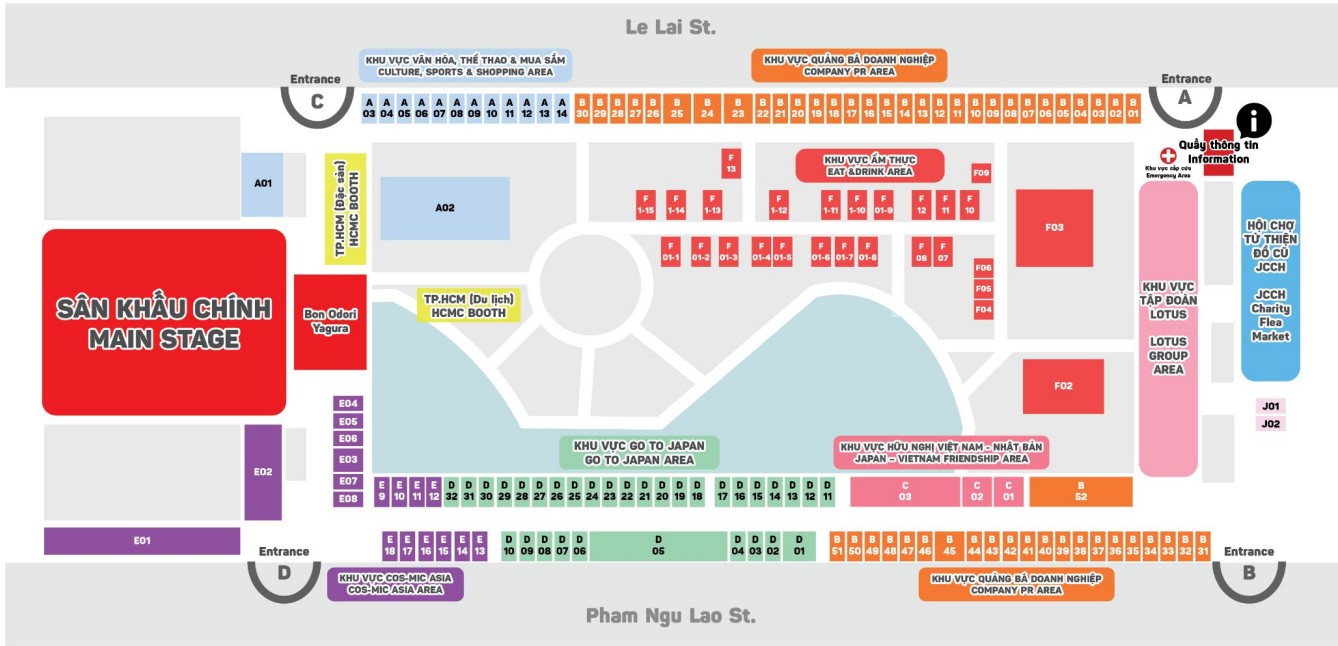 Le Lai St.
KHU VỰC VĂN HÓA, THỂ THAO & MUA SẮM
CULTURE, SPORTS & SHOPPING AREA
KHU VỰC QUẢNG BÁ DOANH NGHIỆP
COMPANY PR AREA
Entrance
C
Entrance
A
A 03
A 04
A 05
A 06
A 07
A 08
A 09
A 10
A 11
A 12
A 13
A 14
B 30
B 29
B 28
B 27
B 26
B 25
B 24
B 23
B 22
B 21
B 20
B 19
B 18
B 17
B 16
B 15
B 14
B 13
B 12
B 11
B 10
B 09
B 08
B 07
B 06
B 05
B 04
B 03
B 02
B 01
i
Quầy thông tin
Information
Khu vực cấp cứu
Emergency Area
A01
TP.HCM (Đặc sản)
HCMC BOOTH
A02
F 13
KHU VỰC ẨM THỰC
EAT &DRINK AREA
F09
F 1-15
F 1-14
F 1-13
F 1-12
F 1-11
F 1-10
F 01-9
F 12
F 11
F 10
F03
F 01-1
F 01-2
F 01-3
F 01-4
F 01-5
F 01-6
F 01-7
F 01-8
F 08
F 07
F06
F05
F04
SÂN KHẤU CHÍNH
MAIN STAGE
Bon Odori
Yagura
TP.HCM (Du lịch)
HCMC BOOTH
KHU VỰC
TẬP ĐOÀN
LOTUS
LOTUS
GROUP
AREA
HỘI CHỢ
TỪ THIỆN
ĐỒ CŨ
JCCH
JCCH
Charity
Flea
Market
F02
J01
J02
E04
E05
E06
E03
E07
E08
E02
E01
KHU VỰC GO TO JAPAN
GO TO JAPAN AREA
KHU VỰC HỮU NGHỊ VIỆT NAM - NHẬT BẢN
JAPAN – VIETNAM FRIENDSHIP AREA
E 9
E 10
E 11
E 12
D 32
D 31
D 30
D 29
D 28
D 27
D 26
D 25
D 24
D 23
D 22
D 21
D 20
D 19
D 18
D 17
D 16
D 15
D 14
D 13
D 12
D 11
C 03
C 02
C 01
B 52
E 18
E 17
E 16
E 15
E 14
E 13
D 10
D 09
D 08
D 07
D 06
D 05
D 04
D 03
D 02
D 01
B 51
B 50
B 49
B 48
B 47
B 46
B 45
B 44
B 43
B 42
B 41
B 40
B 39
B 38
B 37
B 36
B 35
B 34
B 33
B 32
B 31
Entrance
D
Entrance
B
KHU VỰC COS-MIC ASIA
COS-MIC ASIA AREA
KHU VỰC QUẢNG BÁ DOANH NGHIỆP
COMPANY PR AREA
Pham Ngu Lao St.